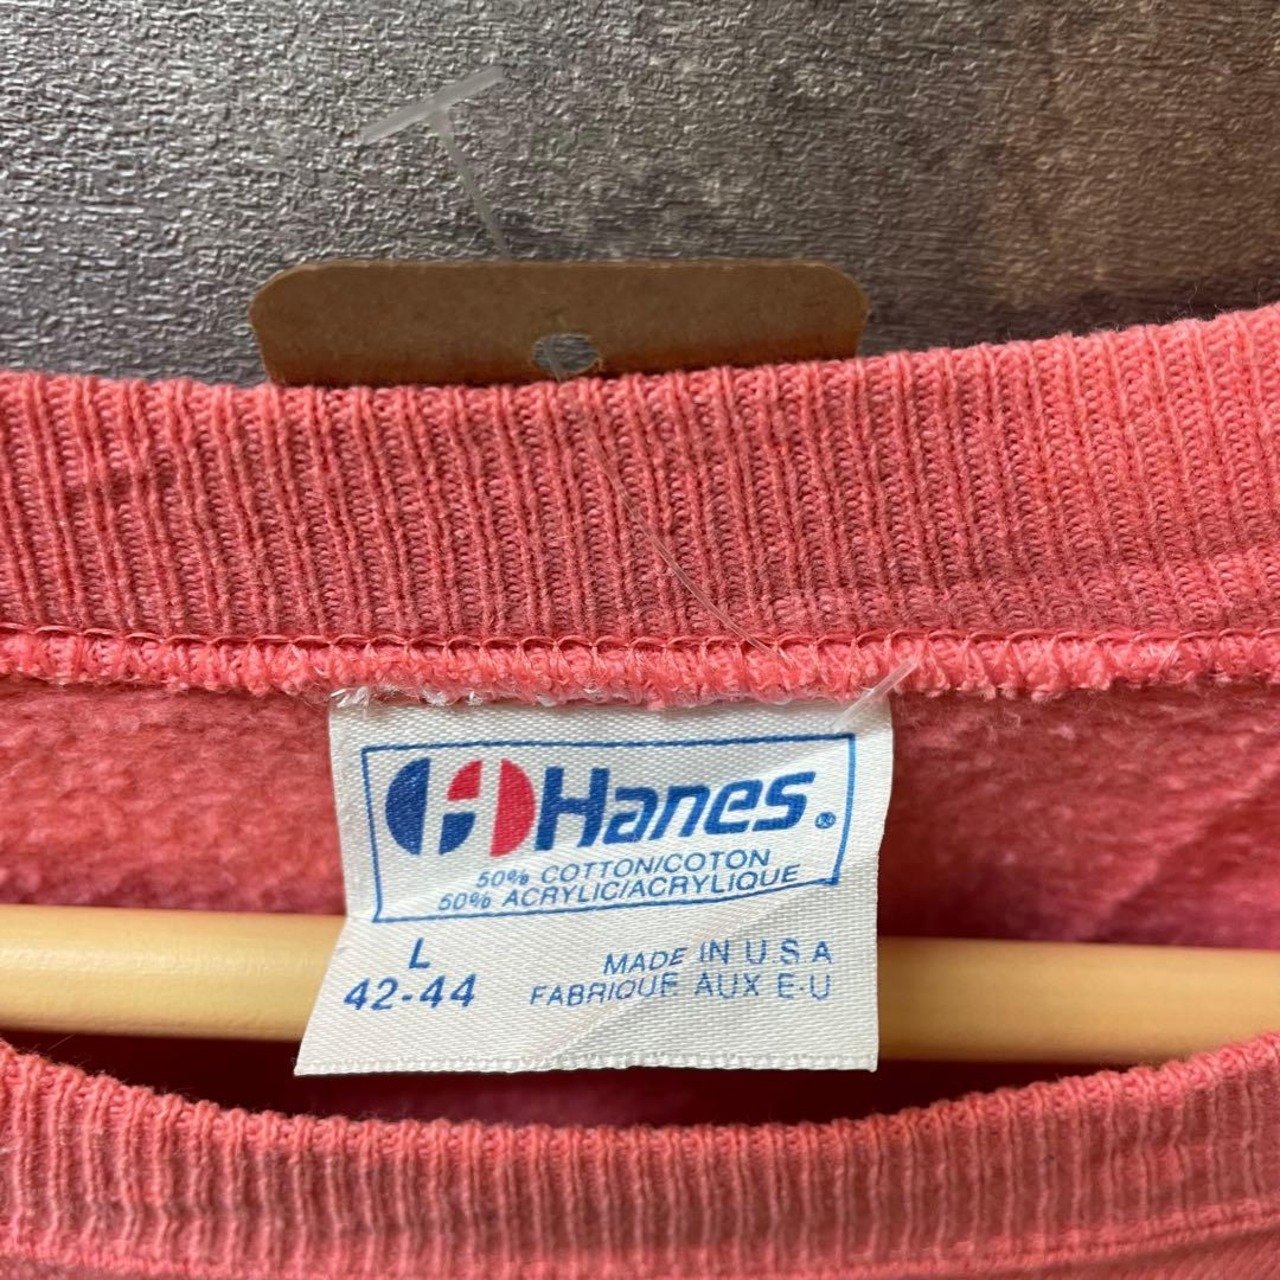 Hanes®
50% COTTON/COTON
50% ACRYLIC/ACRYLIQUE
L
42-44
MADE IN U S A
FABRIQUE AUX E-U